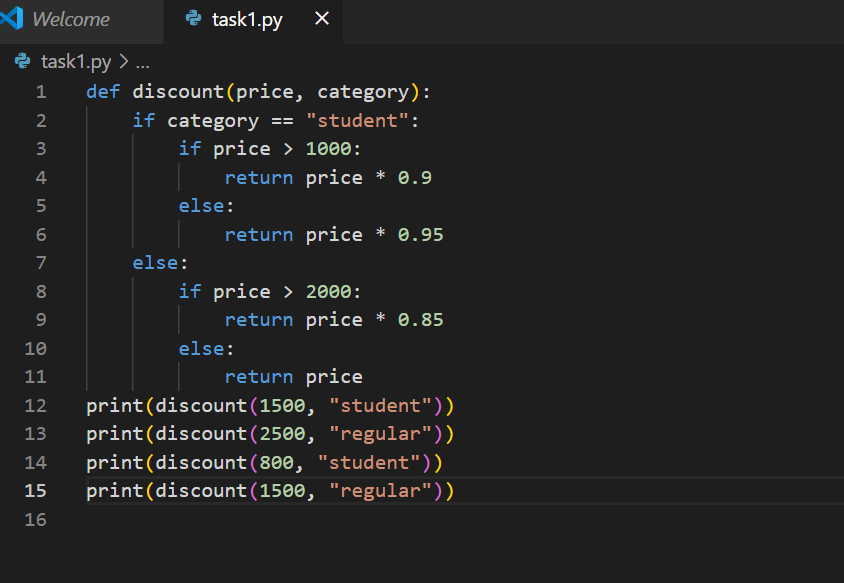 Welcome
task1.py ×
task1.py > ...
1 def discount(price, category):
2     if category == "student":
3         if price > 1000:
4             return price * 0.9
5         else:
6             return price * 0.95
7     else:
8         if price > 2000:
9             return price * 0.85
10         else:
11             return price
12 print(discount(1500, "student"))
13 print(discount(2500, "regular"))
14 print(discount(800, "student"))
15 print(discount(1500, "regular"))
16